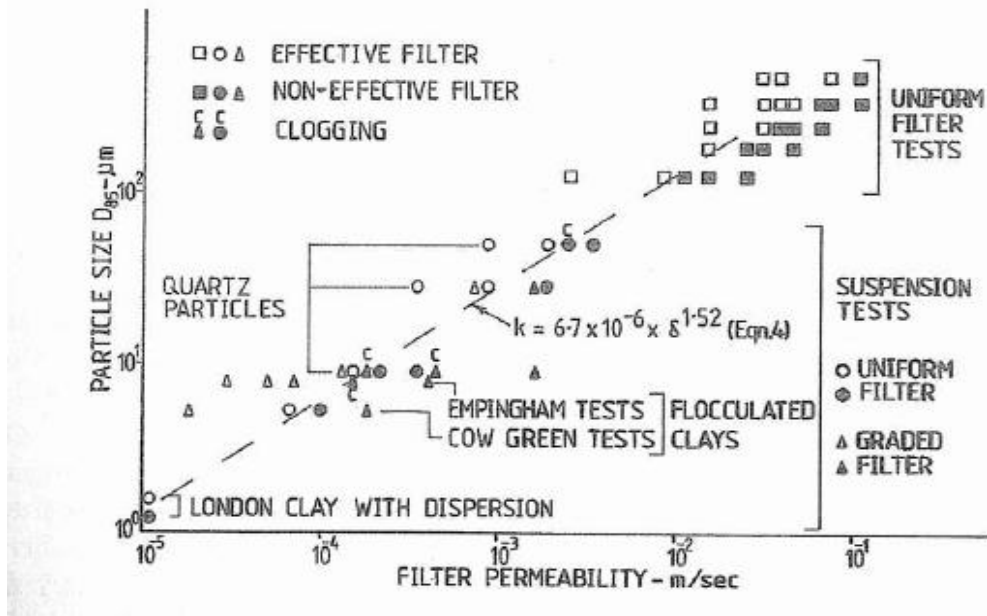 EFFECTIVE FILTER
NON-EFFECTIVE FILTER
C C
CLOGGING
UNIFORM
FILTER
TESTS
PARTICLE SIZE D85-µm
10²
10¹
10⁰
C
QUARTZ
PARTICLES
k = 6·7 x 10⁻⁶ x δ^1·52 (Eqn.4)
C
C
C
SUSPENSION
TESTS
UNIFORM
FILTER
GRADED
FILTER
EMPINGHAM TESTS
COW GREEN TESTS
FLOCCULATED
CLAYS
LONDON CLAY WITH DISPERSION
10⁻⁵
10⁻⁴
10⁻³
10⁻²
10⁻¹
FILTER PERMEABILITY - m/sec